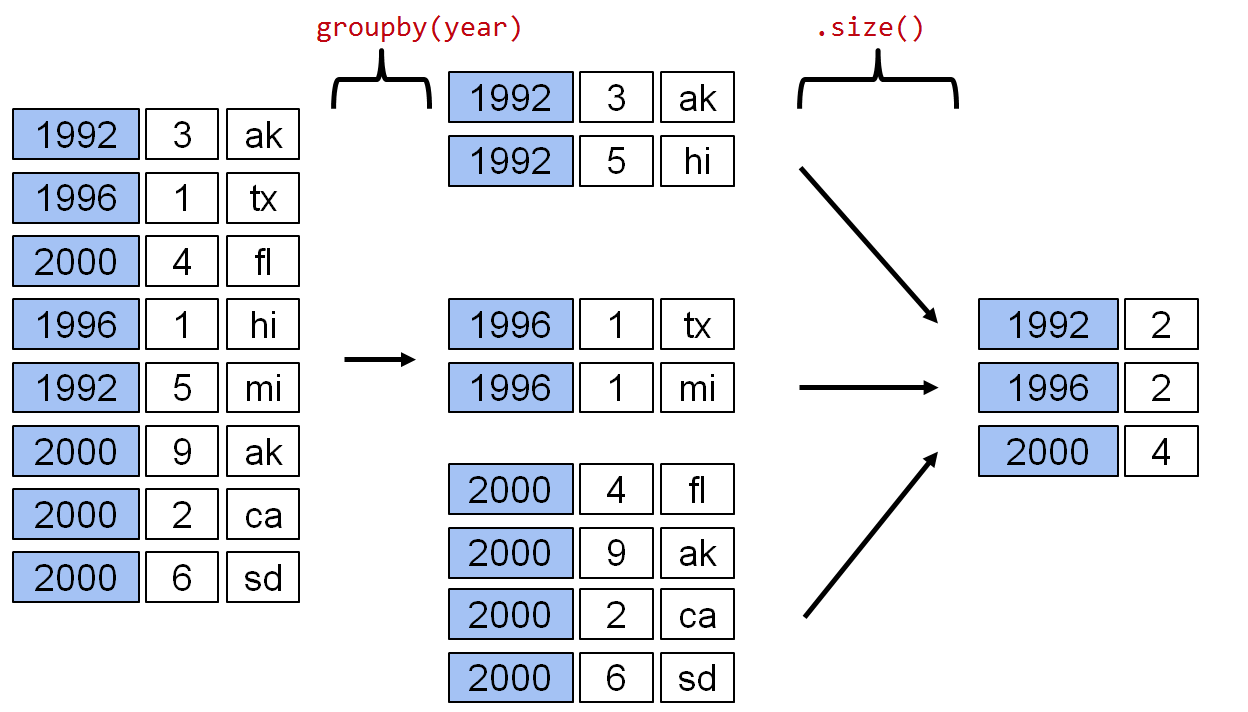 groupby(year)
.size()
1992 3 ak
1996 1 tx
2000 4 fl
1996 1 hi
1992 5 mi
2000 9 ak
2000 2 ca
2000 6 sd
1992 3 ak
1992 5 hi
1996 1 tx
1996 1 mi
2000 4 fl
2000 9 ak
2000 2 ca
2000 6 sd
1992 2
1996 2
2000 4